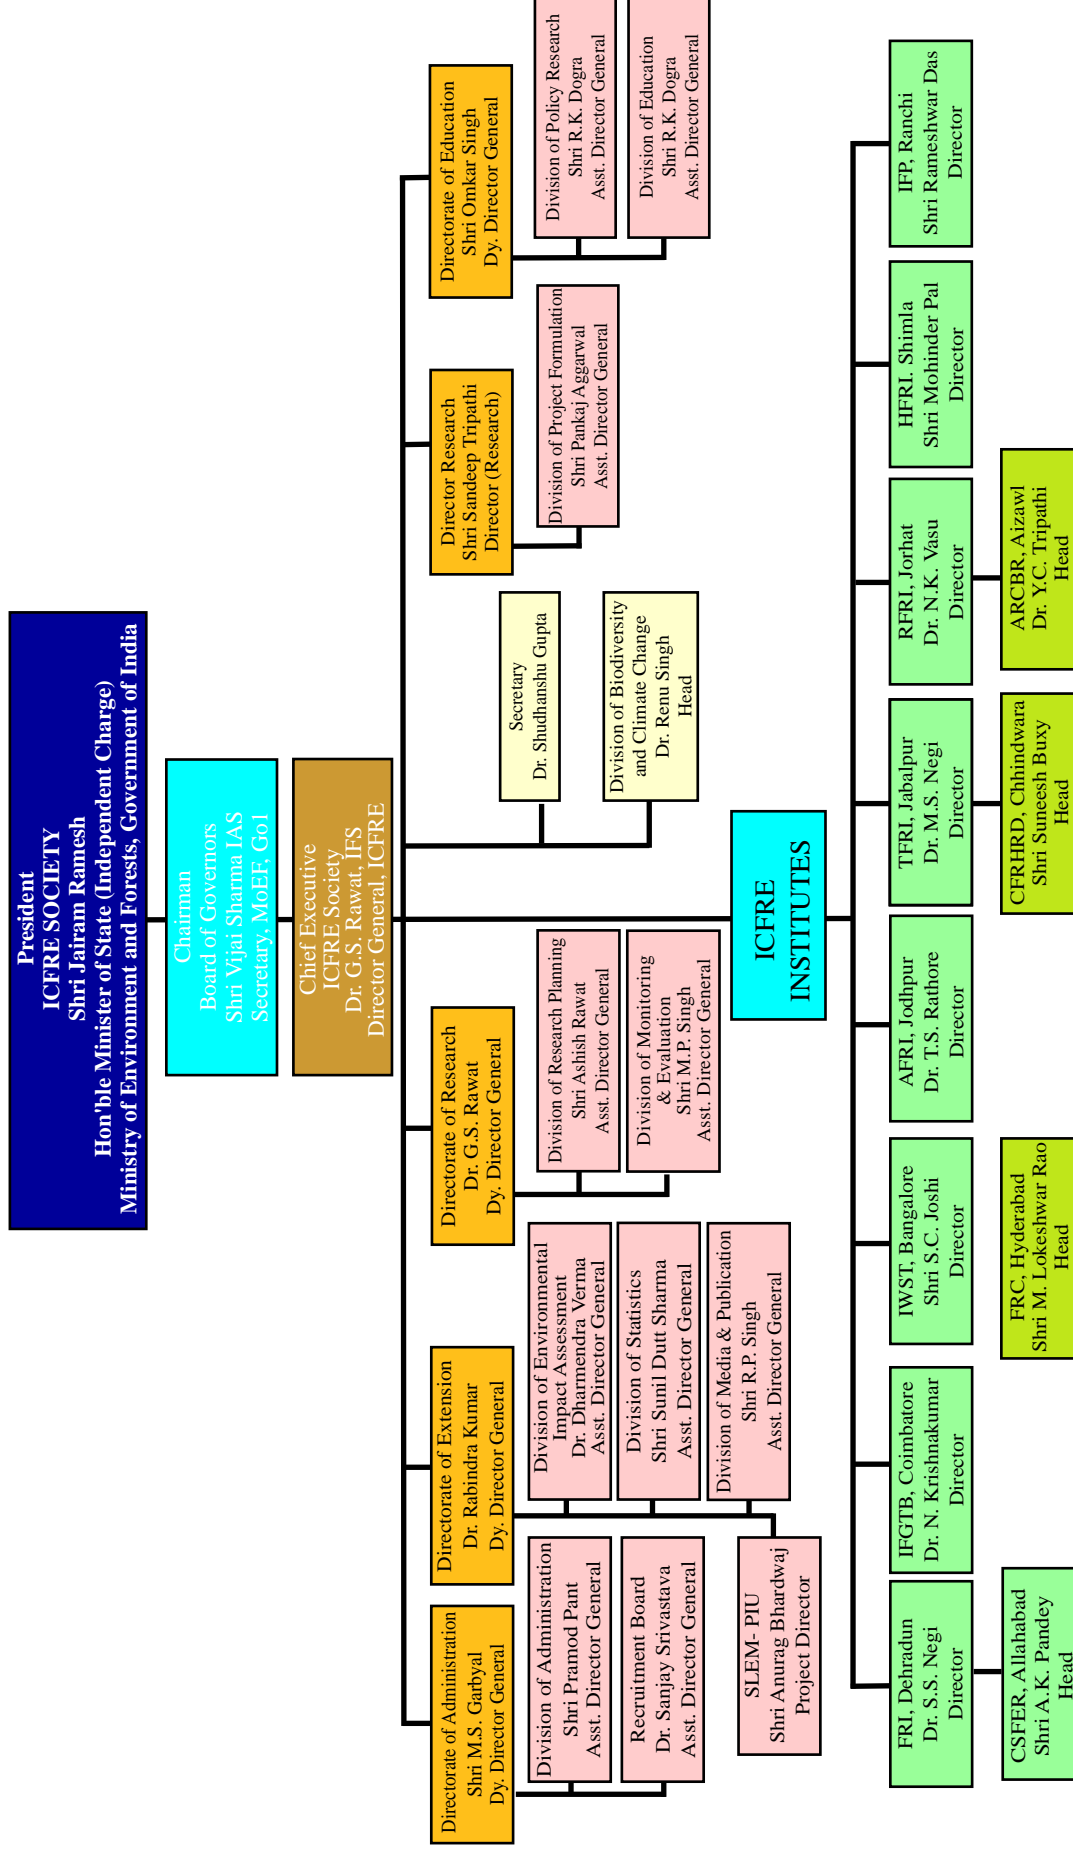 President
ICFRE SOCIETY
Shri Jairam Ramesh
Hon'ble Minister of State (Independent Charge)
Ministry of Environment and Forests, Government of India
Chairman
Board of Governors
Shri Vijai Sharma IAS
Secretary, MoEF, GoI
Chief Executive
ICFRE Society
Dr. G.S. Rawat, IFS
Director General, ICFRE
Directorate of Administration
Shri M.S. Garbyal
Dy. Director General
Division of Administration
Shri Pramod Pant
Asst. Director General
Recruitment Board
Dr. Sanjay Srivastava
Asst. Director General
Directorate of Extension
Dr. Rabindra Kumar
Dy. Director General
Division of Environmental
Impact Assessment
Dr. Dharmendra Verma
Asst. Director General
Division of Statistics
Shri Sunil Dutt Sharma
Asst. Director General
Division of Media & Publication
Shri R.P. Singh
Asst. Director General
SLEM- PIU
Shri Anurag Bhardwaj
Project Director
Directorate of Research
Dr. G.S. Rawat
Dy. Director General
Division of Research Planning
Shri Ashish Rawat
Asst. Director General
Division of Monitoring
& Evaluation
Shri M.P. Singh
Asst. Director General
Secretary
Dr. Shudhanshu Gupta
Division of Biodiversity
and Climate Change
Dr. Renu Singh
Head
Director Research
Shri Sandeep Tripathi
Director (Research)
Division of Project Formulation
Shri Pankaj Aggarwal
Asst. Director General
Directorate of Education
Shri Omkar Singh
Dy. Director General
Division of Policy Research
Shri R.K. Dogra
Asst. Director General
Division of Education
Shri R.K. Dogra
Asst. Director General
ICFRE
INSTITUTES
FRI, Dehradun
Dr. S.S. Negi
Director
CSFER, Allahabad
Shri A.K. Pandey
Head
IFGTB, Coimbatore
Dr. N. Krishnakumar
Director
IWST, Bangalore
Shri S.C. Joshi
Director
FRC, Hyderabad
Shri M. Lokeshwar Rao
Head
AFRI, Jodhpur
Dr. T.S. Rathore
Director
TFRI, Jabalpur
Dr. M.S. Negi
Director
CFRHRD, Chhindwara
Shri Suneesh Buxy
Head
RFRI, Jorhat
Dr. N.K. Vasu
Director
ARCBR, Aizawl
Dr. Y.C. Tripathi
Head
HFRI. Shimla
Shri Mohinder Pal
Director
IFP, Ranchi
Shri Rameshwar Das
Director